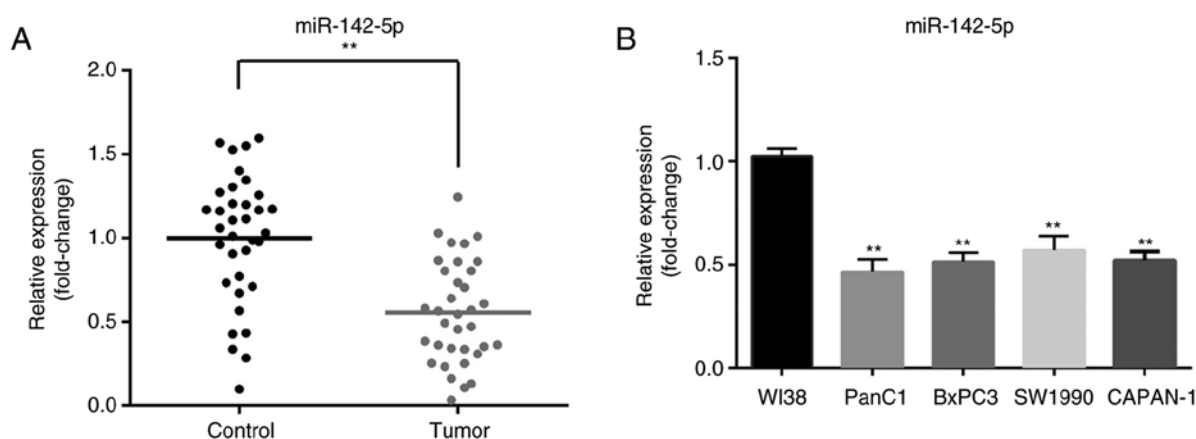 A
miR-142-5p
**
Relative expression
(fold-change)
2.0
1.5
1.0
0.5
0.0
Control Tumor
B
miR-142-5p
Relative expression
(fold-change)
1.5
1.0
0.5
0.0
** ** ** **
WI38 PanC1 BxPC3 SW1990 CAPAN-1